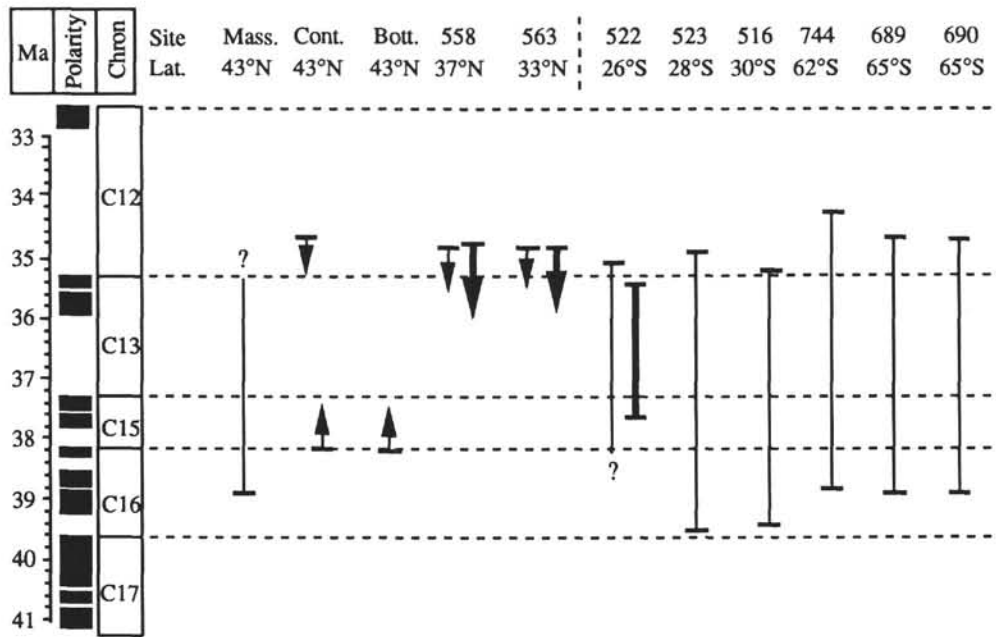 Ma Polarity Chron
Site Mass. Cont. Bott. 558 563 522 523 516 744 689 690
Lat. 43°N 43°N 43°N 37°N 33°N 26°S 28°S 30°S 62°S 65°S 65°S
33
34
C12
35
?
36
C13
37
C15
38
?
39
C16
40
C17
41